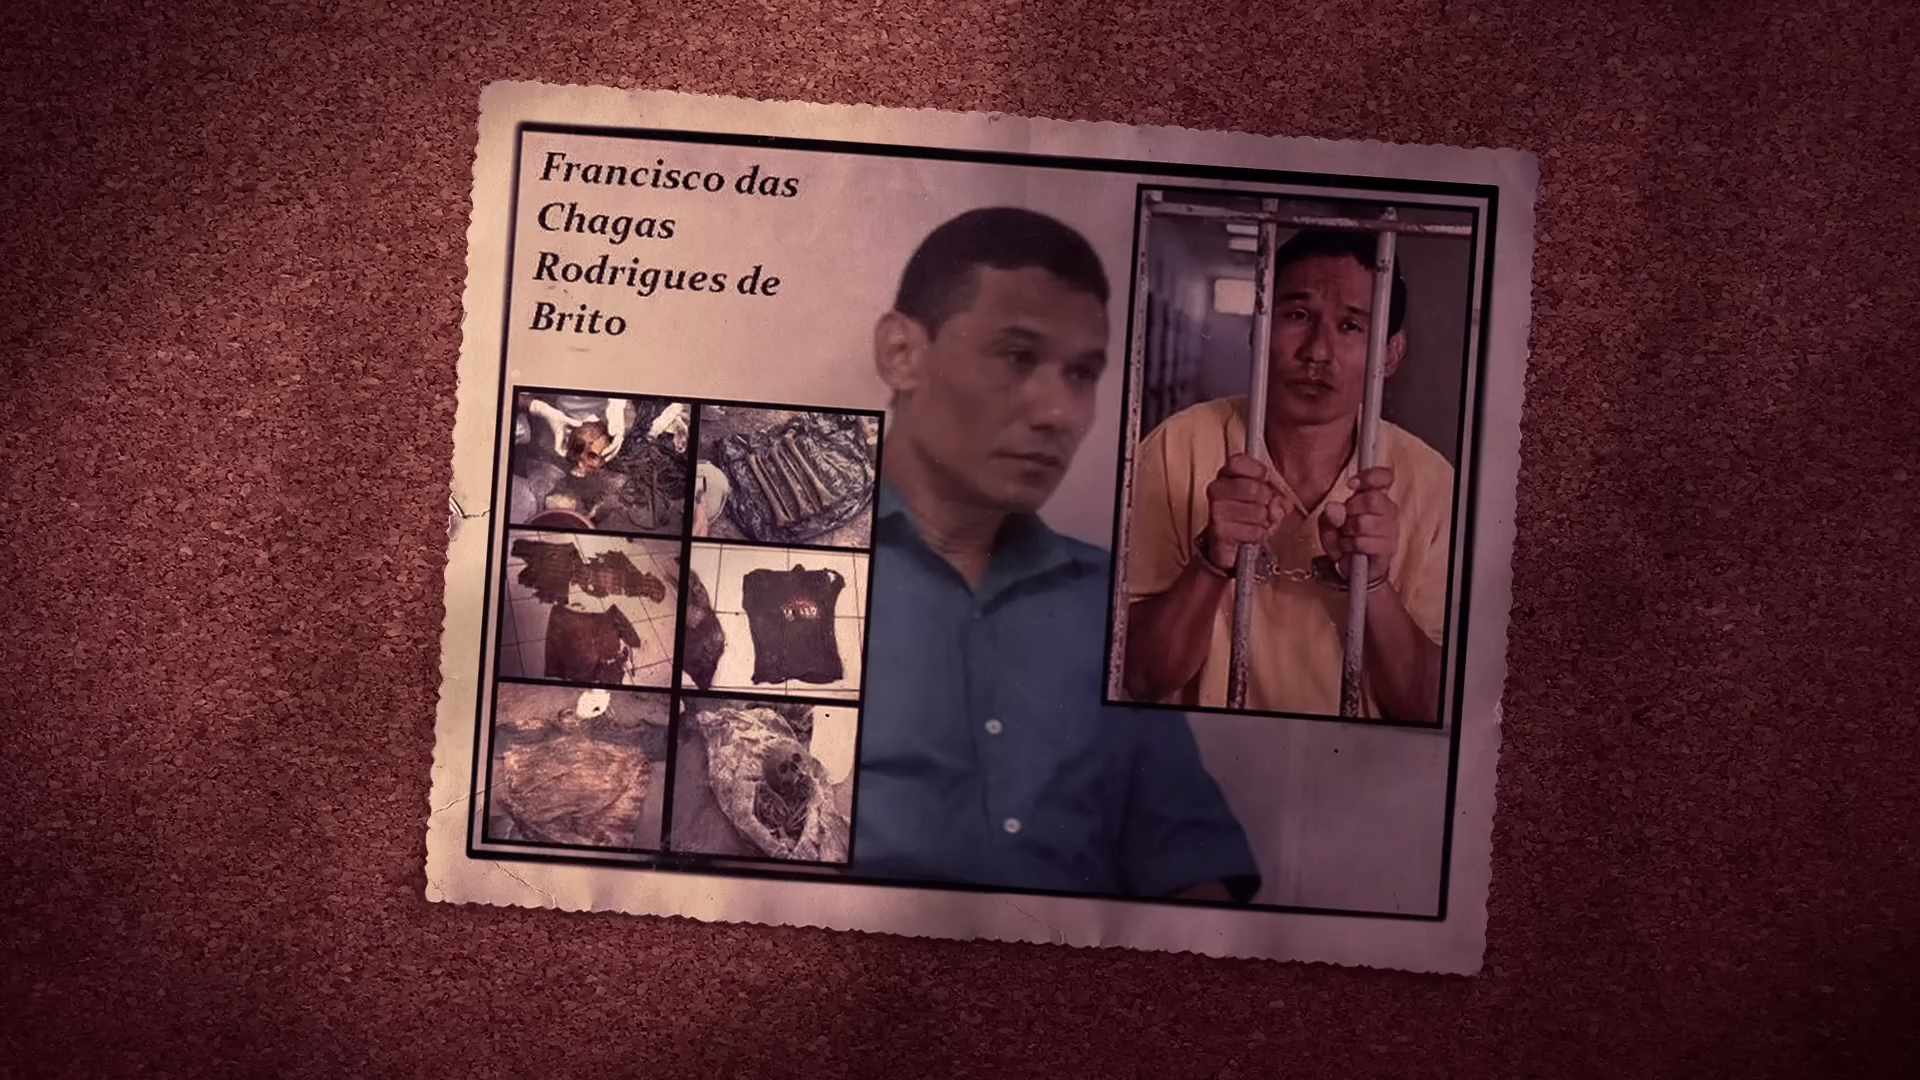 Francisco das
Chagas
Rodrigues de
Brito